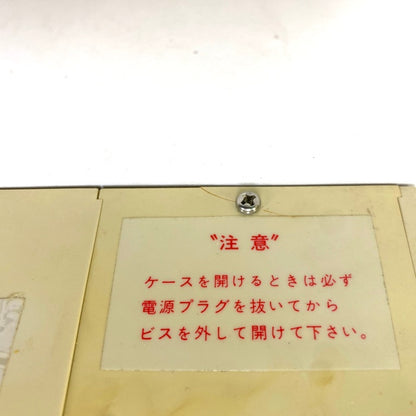 〝注意〟
ケースを開けるときは必ず
電源プラグを抜いてから
ビスを外して開けて下さい。